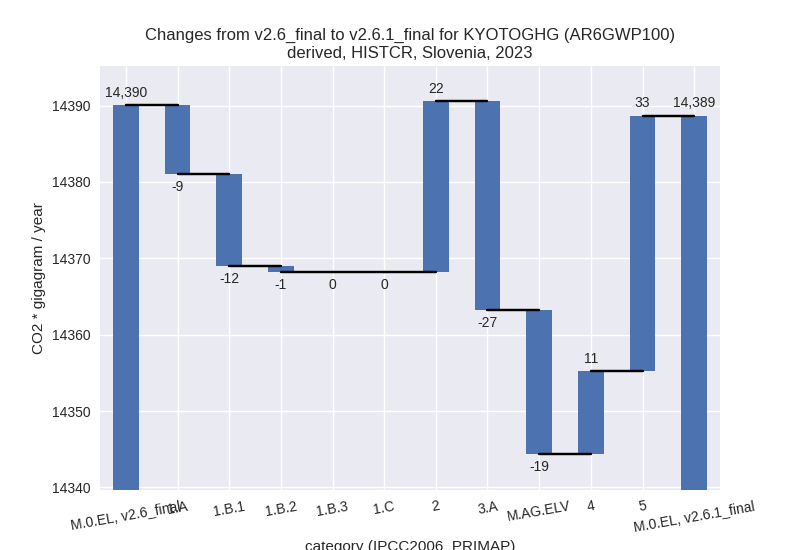 Changes from v2.6_final to v2.6.1_final for KYOTOGHG (AR6GWP100)
derived, HISTCR, Slovenia, 2023
CO2 * gigagram / year
14390
14380
14370
14360
14350
14340
14,390
-9
-12
-1
0
0
22
-27
-19
11
33
14,389
M.0.EL, v2.6_final
1.A
1.B.1
1.B.2
1.B.3
1.C
2
3.A
M.AG.ELV
4
5
M.0.EL, v2.6.1_final
category (IPCC2006_PRIMAP)